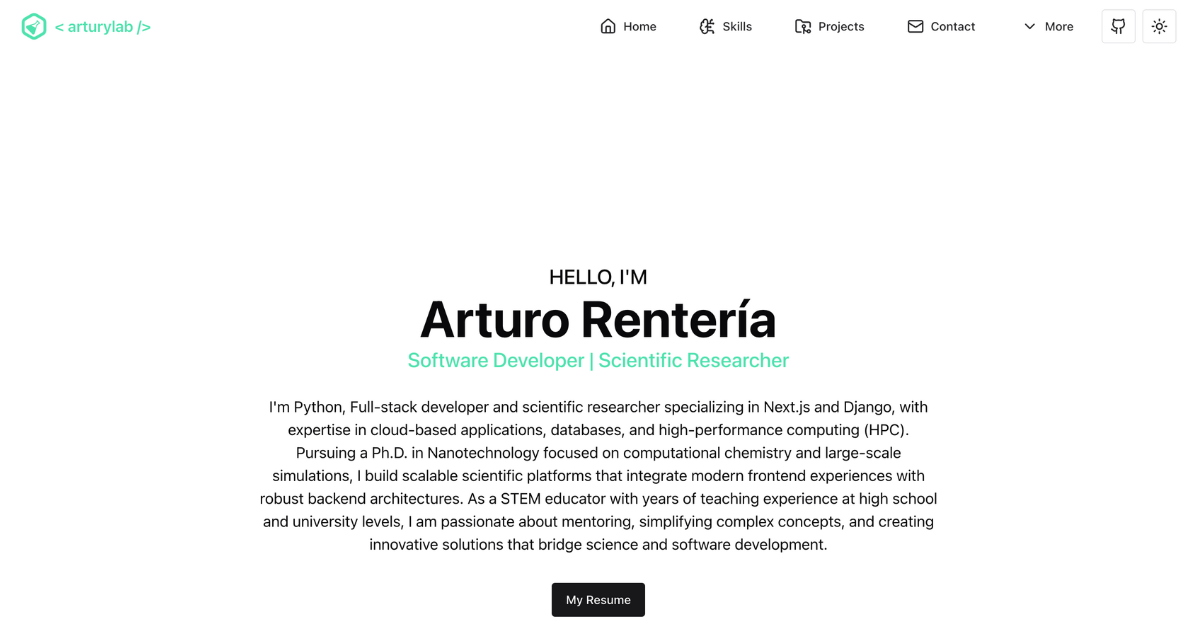 < arturylab />
Home
Skills
Projects
Contact
More
HELLO, I'M
Arturo Rentería
Software Developer | Scientific Researcher
I'm Python, Full-stack developer and scientific researcher specializing in Next.js and Django, with
expertise in cloud-based applications, databases, and high-performance computing (HPC).
Pursuing a Ph.D. in Nanotechnology focused on computational chemistry and large-scale
simulations, I build scalable scientific platforms that integrate modern frontend experiences with
robust backend architectures. As a STEM educator with years of teaching experience at high school
and university levels, I am passionate about mentoring, simplifying complex concepts, and creating
innovative solutions that bridge science and software development.
My Resume